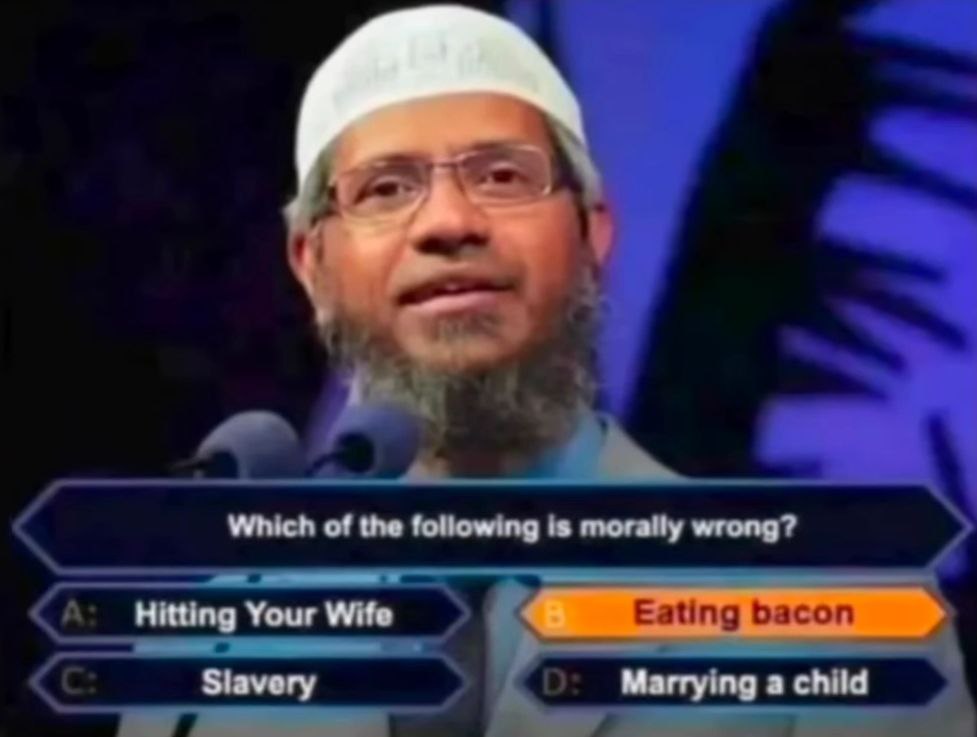 Which of the following is morally wrong?
A: Hitting Your Wife
B Eating bacon
C: Slavery
D: Marrying a child